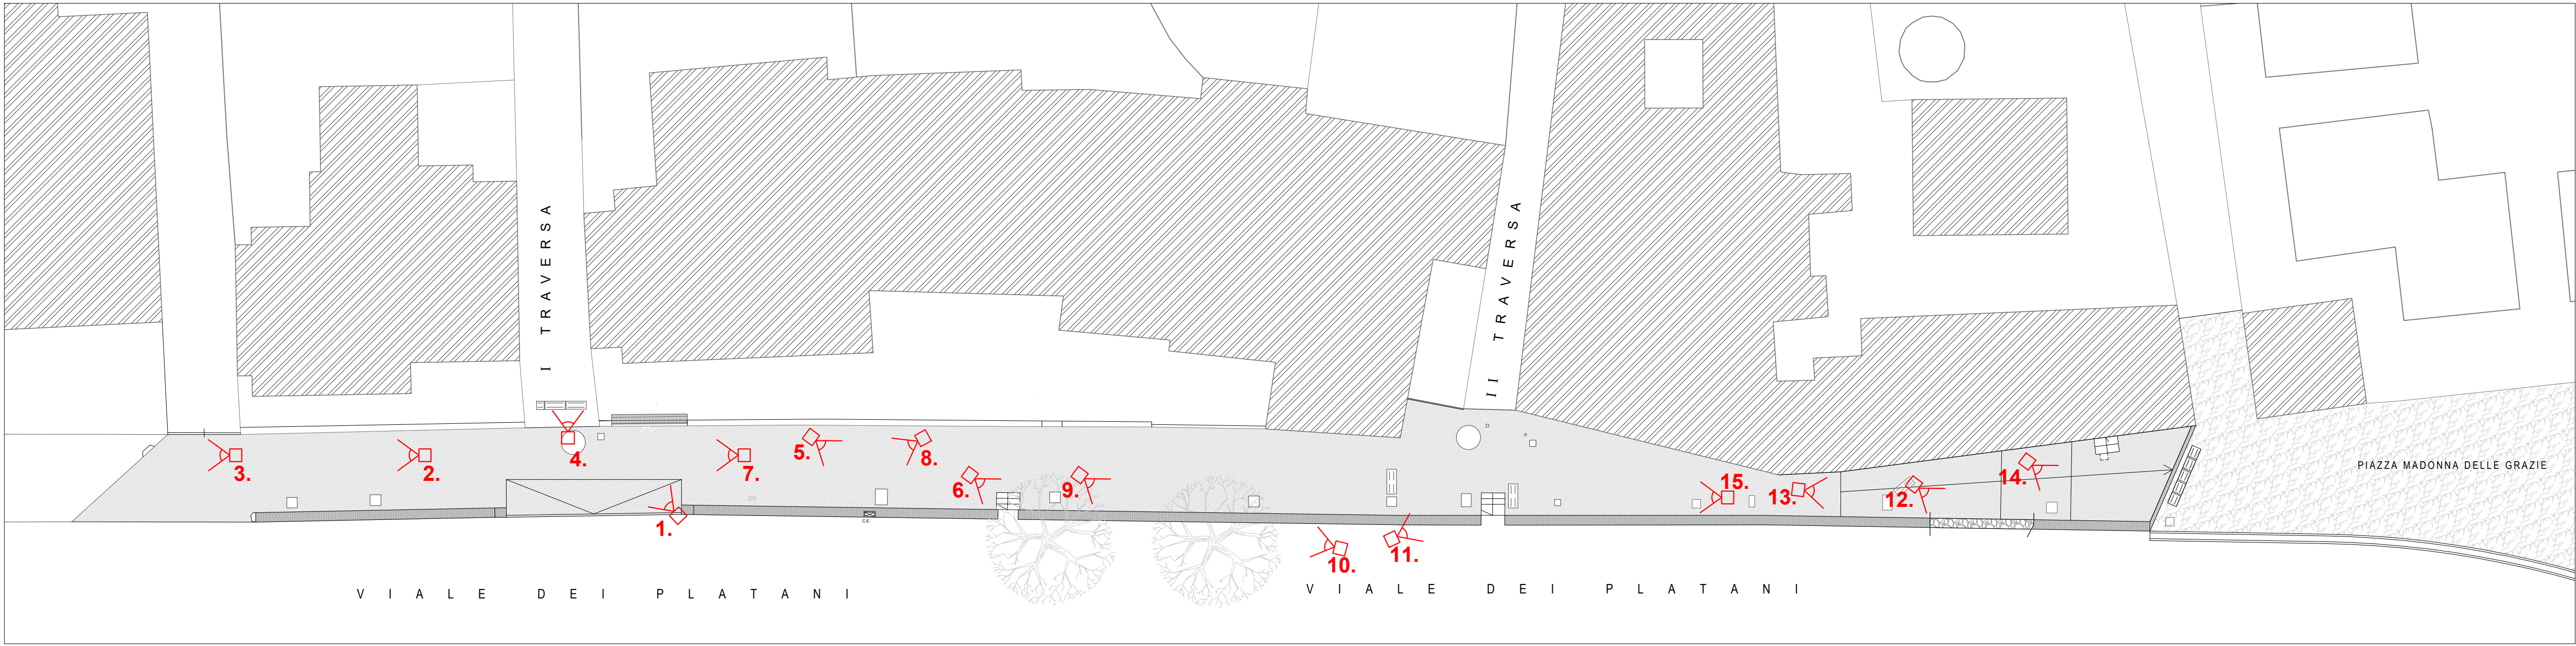 I TRAVERSA
II TRAVERSA
PIAZZA MADONNA DELLE GRAZIE
3.
2.
4.
7.
5.
8.
6.
9.
1.
C.E.
10.
11.
15.
13.
12.
14.
VIALE DEI PLATANI
VIALE DEI PLATANI